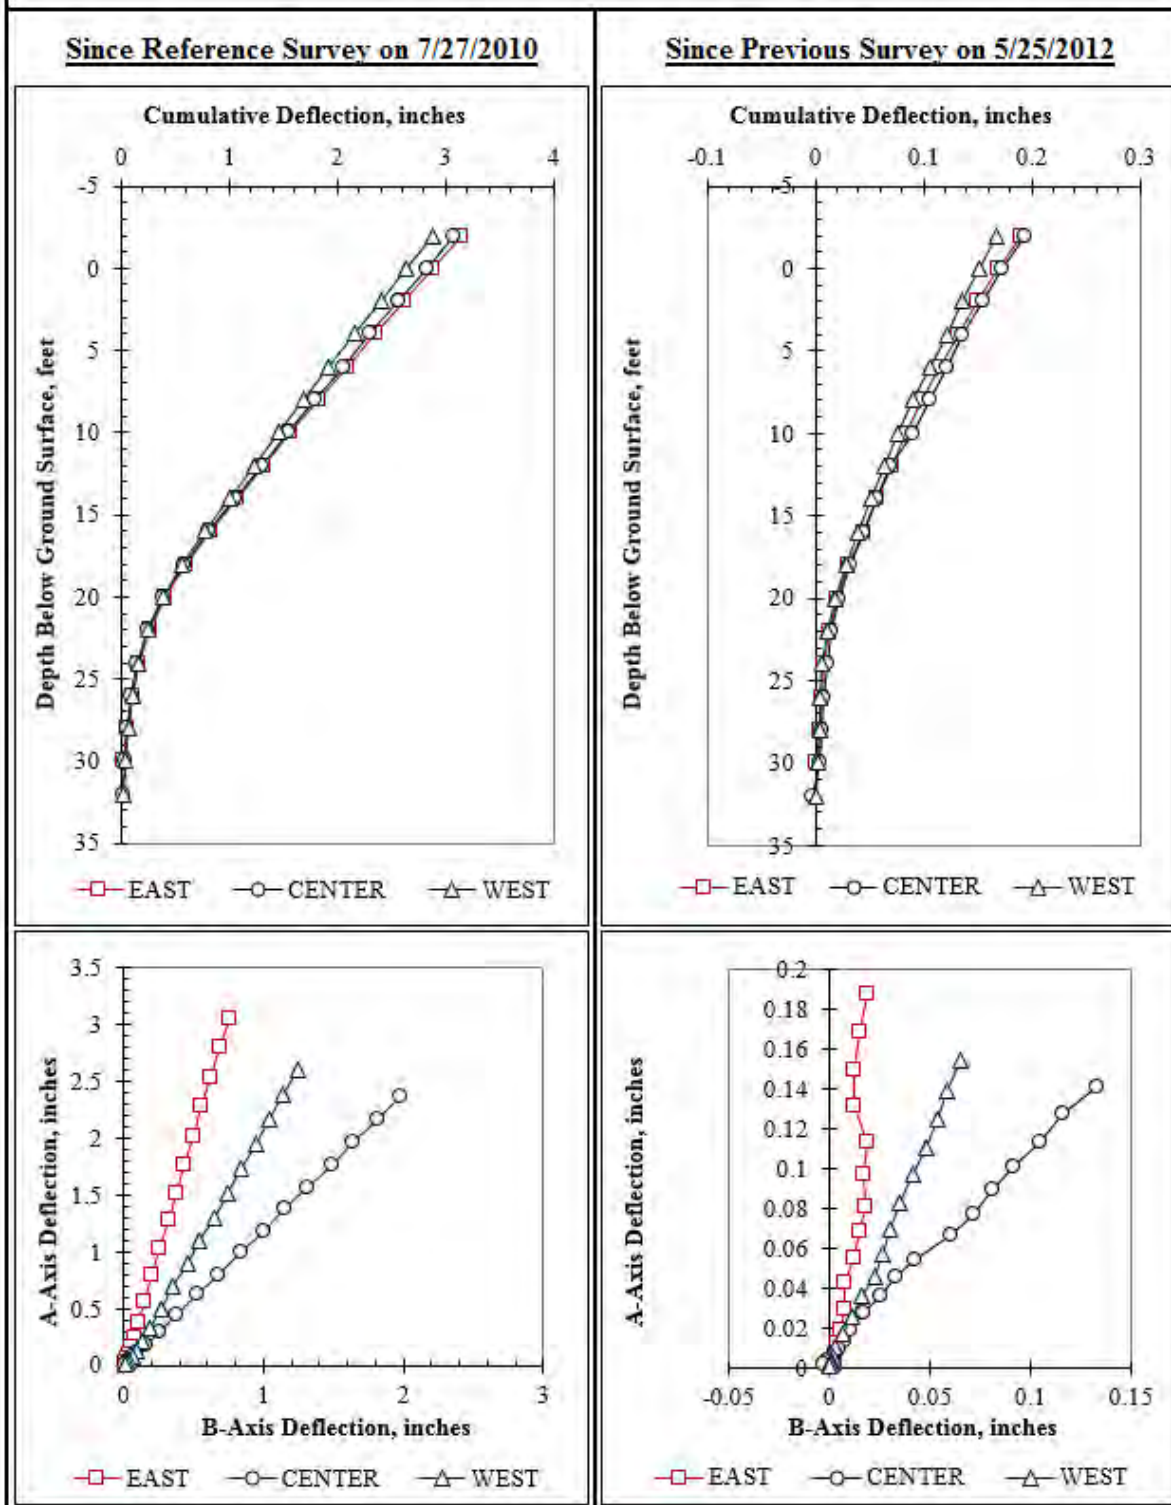 Since Reference Survey on 7/27/2010
Cumulative Deflection, inches
0 1 2 3 4
-5
0
5
10
15
20
25
30
35
Depth Below Ground Surface, feet
EAST CENTER WEST
Since Previous Survey on 5/25/2012
Cumulative Deflection, inches
-0.1 0 0.1 0.2 0.3
-5
0
5
10
15
20
25
30
35
Depth Below Ground Surface, feet
EAST CENTER WEST
3.5
3
2.5
2
1.5
1
0.5
0
A-Axis Deflection, inches
0 1 2 3
B-Axis Deflection, inches
EAST CENTER WEST
0.2
0.18
0.16
0.14
0.12
0.1
0.08
0.06
0.04
0.02
0
A-Axis Deflection, inches
-0.05 0 0.05 0.1 0.15
B-Axis Deflection, inches
EAST CENTER WEST